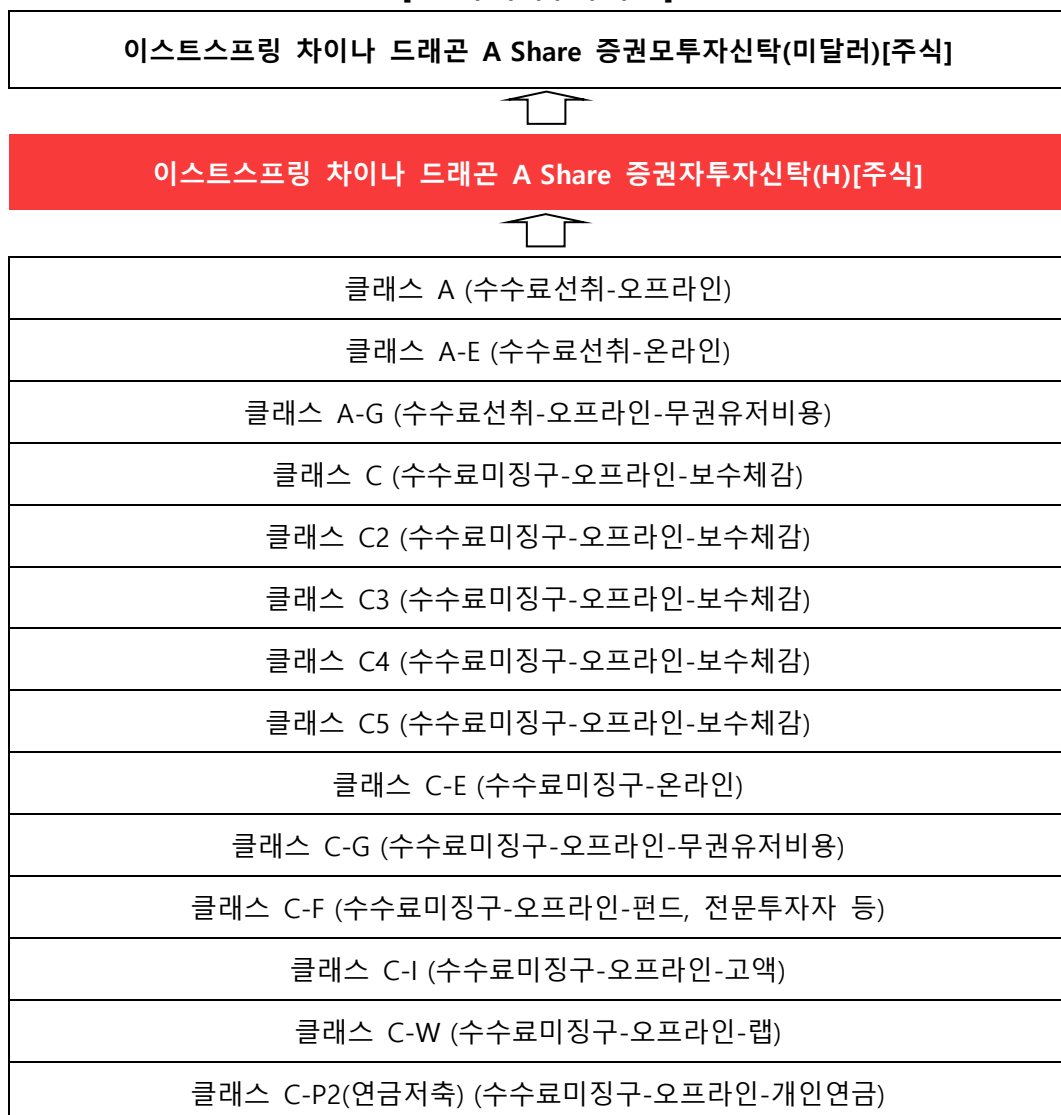 이스트스프링 차이나 드래곤 A Share 증권모투자신탁(미달러)[주식]
이스트스프링 차이나 드래곤 A Share 증권자투자신탁(H)[주식]
클래스 A (수수료선취-오프라인)
클래스 A-E (수수료선취-온라인)
클래스 A-G (수수료선취-오프라인-무권유저비용)
클래스 C (수수료미징구-오프라인-보수체감)
클래스 C2 (수수료미징구-오프라인-보수체감)
클래스 C3 (수수료미징구-오프라인-보수체감)
클래스 C4 (수수료미징구-오프라인-보수체감)
클래스 C5 (수수료미징구-오프라인-보수체감)
클래스 C-E (수수료미징구-온라인)
클래스 C-G (수수료미징구-오프라인-무권유저비용)
클래스 C-F (수수료미징구-오프라인-펀드, 전문투자자 등)
클래스 C-I (수수료미징구-오프라인-고액)
클래스 C-W (수수료미징구-오프라인-랩)
클래스 C-P2(연금저축) (수수료미징구-오프라인-개인연금)